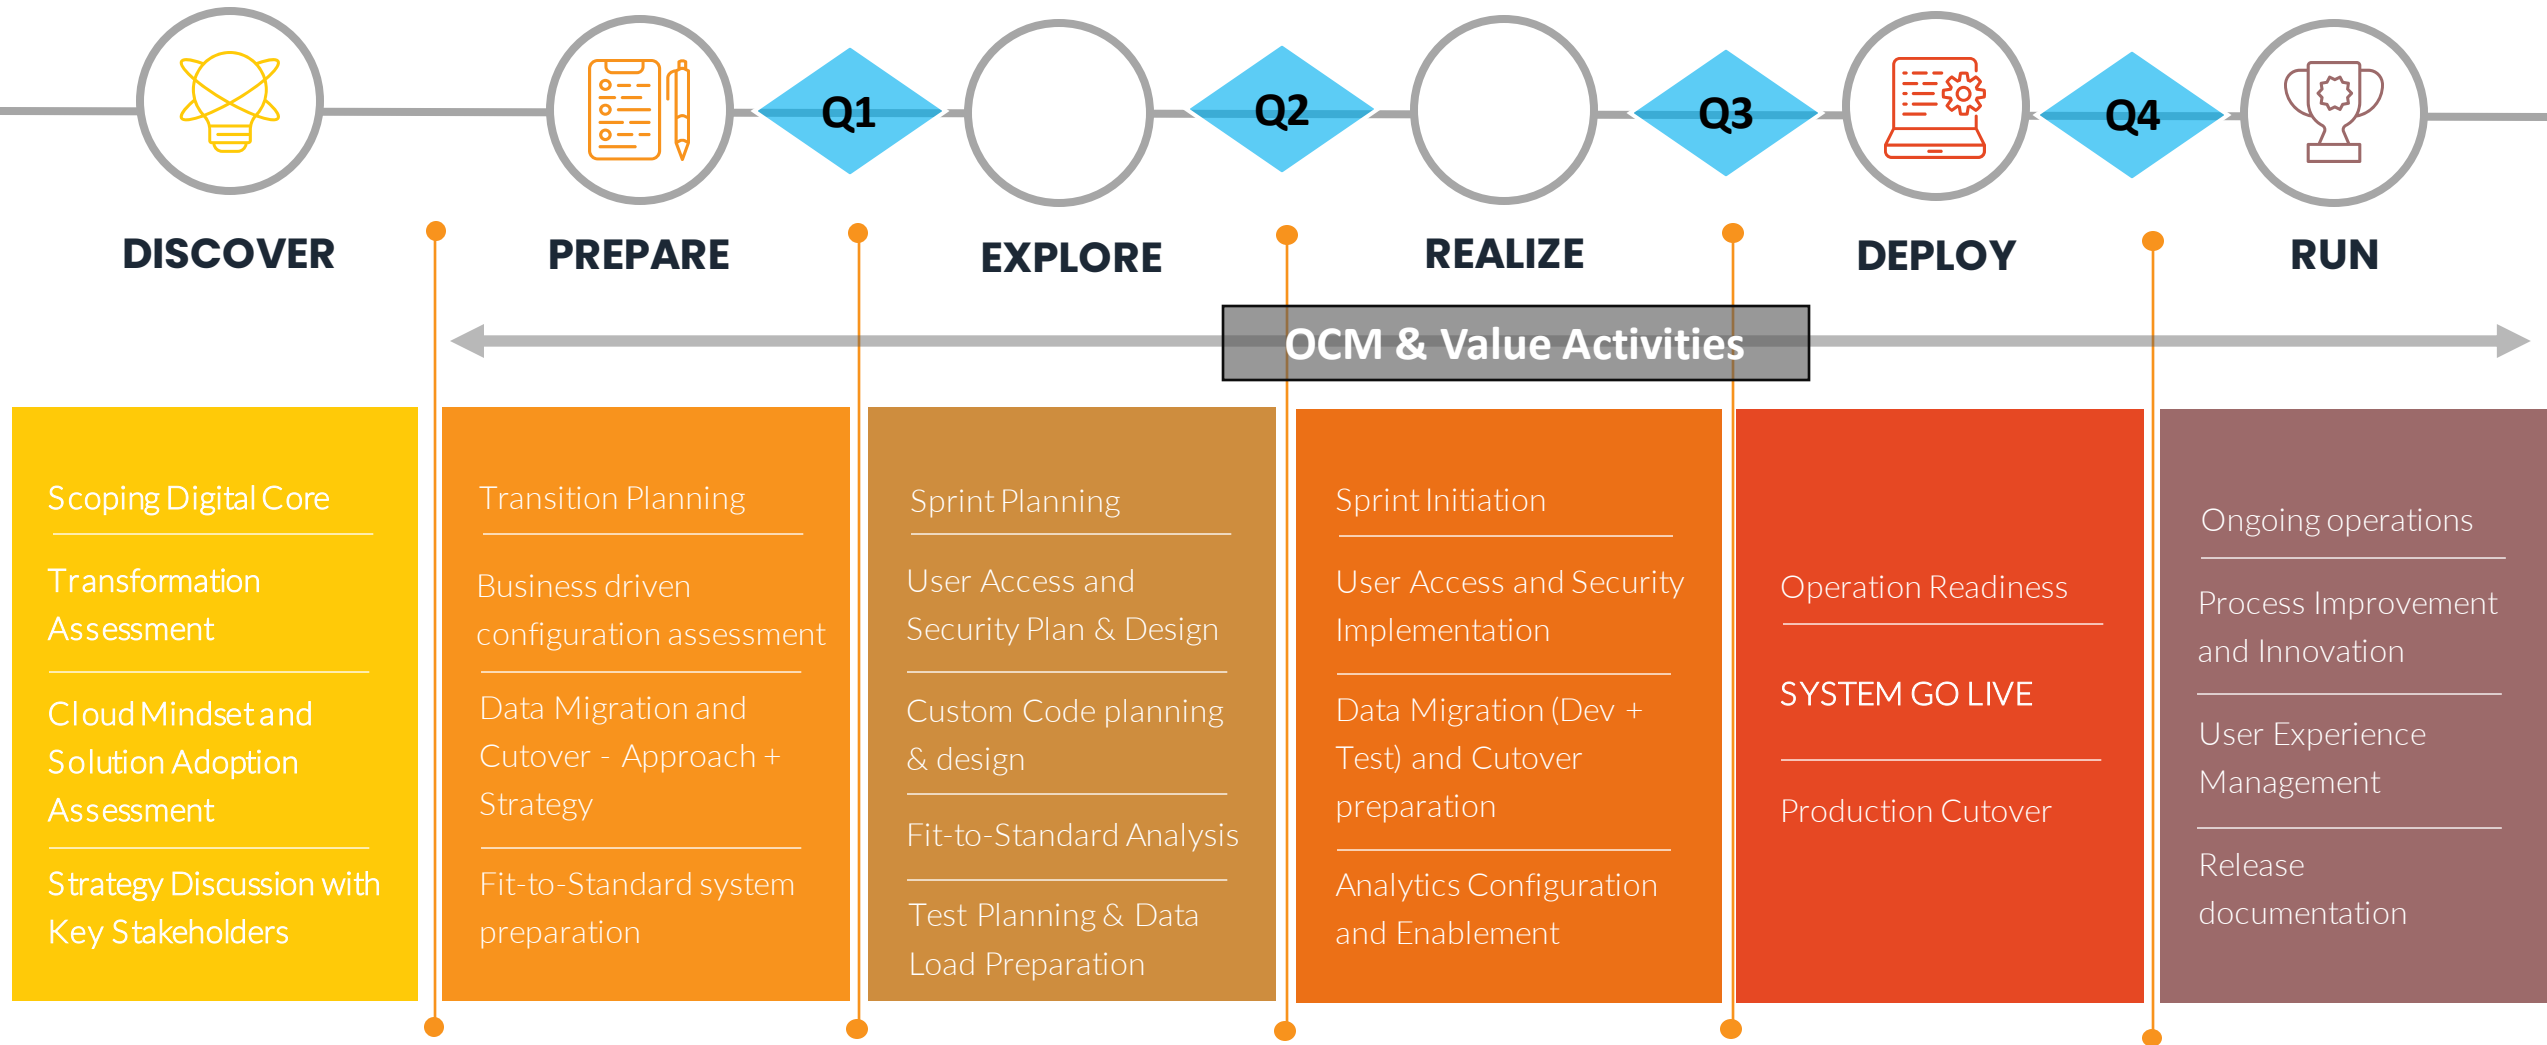 Q1
Q2
Q3
Q4
DISCOVER
PREPARE
EXPLORE
REALIZE
DEPLOY
RUN
OCM & Value Activities
Scoping Digital Core
Transformation
Assessment
Cloud Mindset and
Solution Adoption
Assessment
Strategy Discussion with
Key Stakeholders
Transition Planning
Business driven
configuration assessment
Data Migration and
Cutover - Approach +
Strategy
Fit-to-Standard system
preparation
Sprint Planning
User Access and
Security Plan & Design
Custom Code planning
& design
Fit-to-Standard Analysis
Test Planning & Data
Load Preparation
Sprint Initiation
User Access and Security
Implementation
Data Migration (Dev +
Test) and Cutover
preparation
Analytics Configuration
and Enablement
Operation Readiness
SYSTEM GO LIVE
Production Cutover
Ongoing operations
Process Improvement
and Innovation
User Experience
Management
Release
documentation